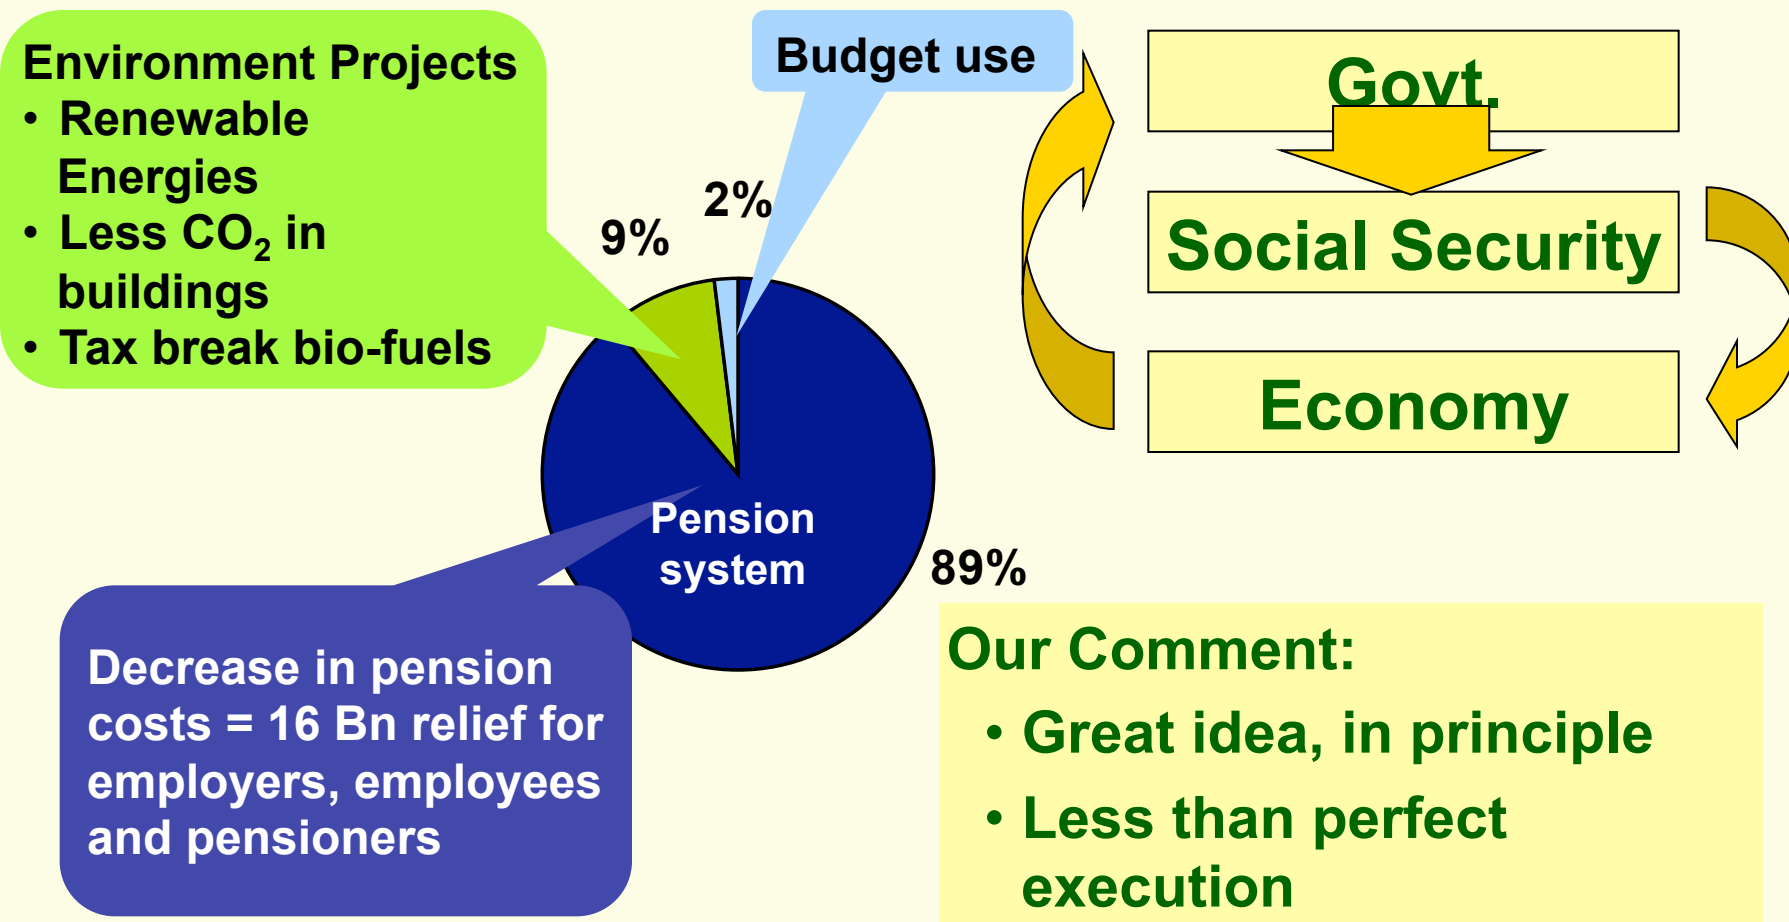 Environment Projects
• Renewable
Energies
• Less CO₂ in
buildings
• Tax break bio-fuels
Budget use
2%
9%
Pension
system
89%
Decrease in pension
costs = 16 Bn relief for
employers, employees
and pensioners
Govt.
Social Security
Economy
Our Comment:
• Great idea, in principle
• Less than perfect
execution